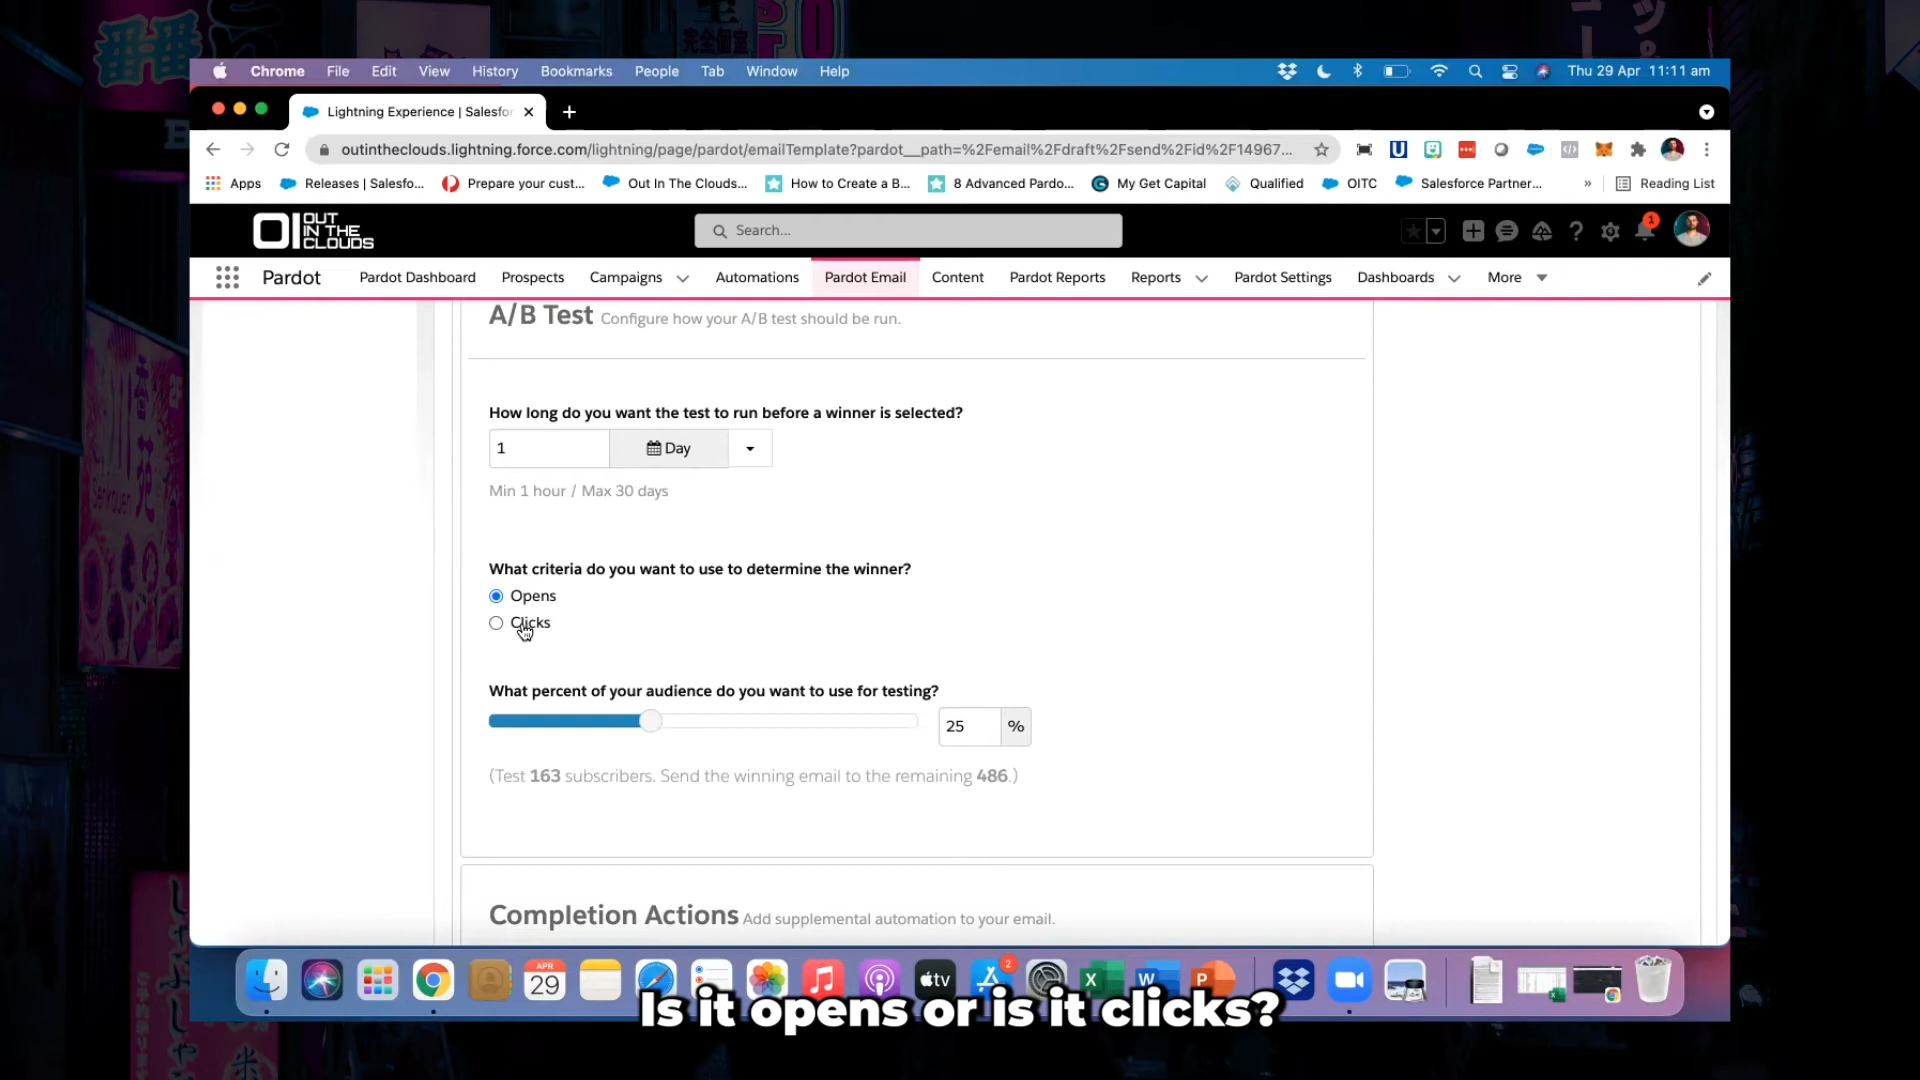 Chrome File Edit View History Bookmarks People Tab Window Help Thu 29 Apr 11:11 am
Lightning Experience | Salesfor
outintheclouds.lightning.force.com/lightning/page/pardot/emailTemplate?pardot__path=%2Femail%2Fdraft%2Fsend%2Fid%2F14967...
Apps Releases | Salesfo... Prepare your cust... Out In The Clouds... How to Create a B... 8 Advanced Pardo... My Get Capital Qualified OITC Salesforce Partner... » Reading List
OUT
IN THE
CLOUDS
Search...
1
Pardot Pardot Dashboard Prospects Campaigns Automations Pardot Email Content Pardot Reports Reports Pardot Settings Dashboards More
A/B Test Configure how your A/B test should be run.
How long do you want the test to run before a winner is selected?
1 Day
Min 1 hour / Max 30 days
What criteria do you want to use to determine the winner?
Opens
Clicks
What percent of your audience do you want to use for testing?
25 %
(Test 163 subscribers. Send the winning email to the remaining 486.)
Completion Actions Add supplemental automation to your email.
APR
29
tv
2
X
W
P
Is it opens or is it clicks?